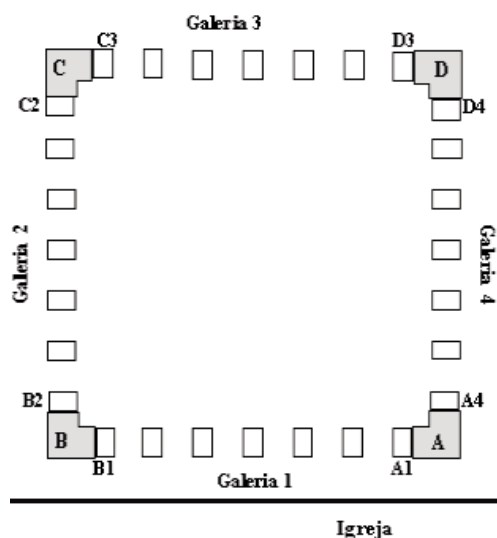 Galeria 3
C3 D3
C D
C2 D4
Galeria 2
Galeria 4
B2 A4
B A
B1 A1
Galeria 1
Igreja